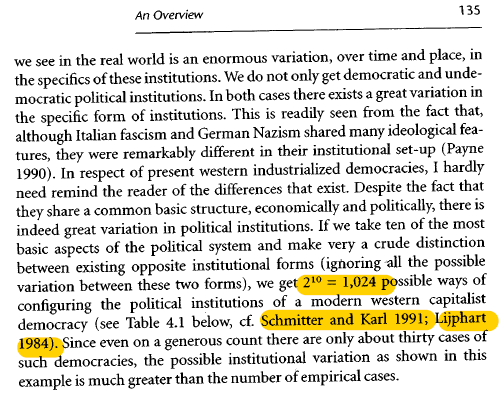 An Overview 135
we see in the real world is an enormous variation, over time and place, in
the specifics of these institutions. We do not only get democratic and unde-
mocratic political institutions. In both cases there exists a great variation in
the specific form of institutions. This is readily seen from the fact that,
although Italian fascism and German Nazism shared many ideological fea-
tures, they were remarkably different in their institutional set-up (Payne
1990). In respect of present western industrialized democracies, I hardly
need remind the reader of the differences that exist. Despite the fact that
they share a common basic structure, economically and politically, there is
indeed great variation in political institutions. If we take ten of the most
basic aspects of the political system and make very a crude distinction
between existing opposite institutional forms (ignoring all the possible
variation between these two forms), we get 2¹⁰ = 1,024 possible ways of
configuring the political institutions of a modern western capitalist
democracy (see Table 4.1 below, cf. Schmitter and Karl 1991; Lijphart
1984). Since even on a generous count there are only about thirty cases of
such democracies, the possible institutional variation as shown in this
example is much greater than the number of empirical cases.